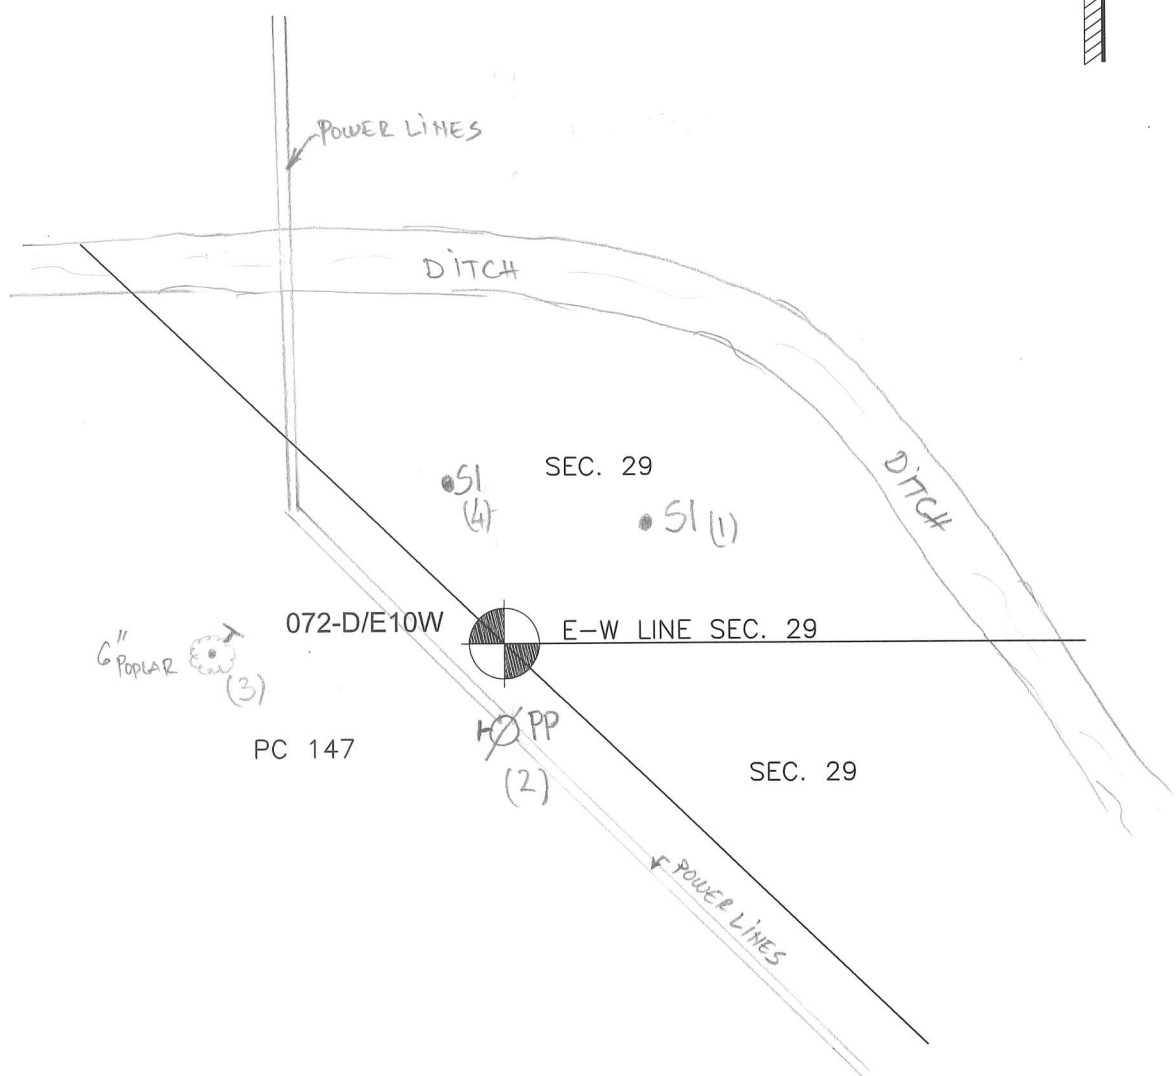 POWER LINES
DITCH
SEC. 29
SI
(4)
SI (1)
DITCH
072-D/E10W
E-W LINE SEC. 29
6" POPLAR
(3)
PP
(2)
PC 147
SEC. 29
POWER LINES